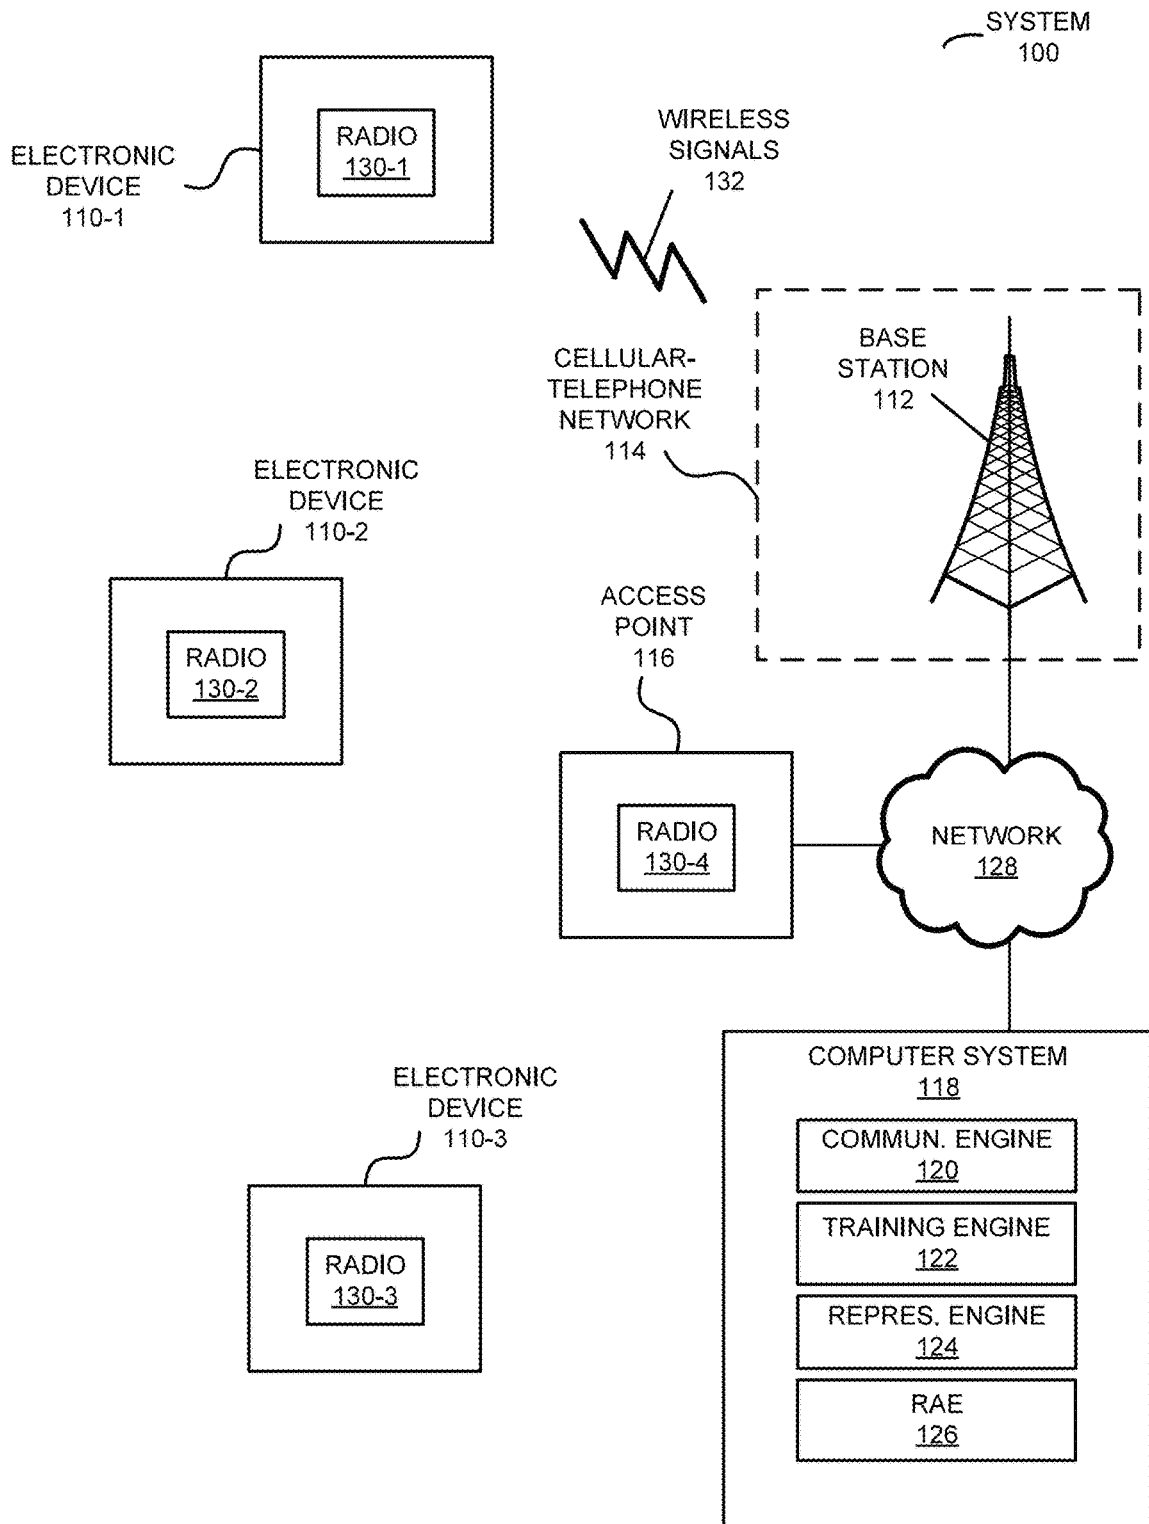 SYSTEM
100
RADIO
130-1
ELECTRONIC
DEVICE
110-1
WIRELESS
SIGNALS
132
CELLULAR-
TELEPHONE
NETWORK
114
BASE
STATION
112
ELECTRONIC
DEVICE
110-2
RADIO
130-2
ACCESS
POINT
116
RADIO
130-4
NETWORK
128
ELECTRONIC
DEVICE
110-3
RADIO
130-3
COMPUTER SYSTEM
118
COMMUN. ENGINE
120
TRAINING ENGINE
122
REPRES. ENGINE
124
RAE
126